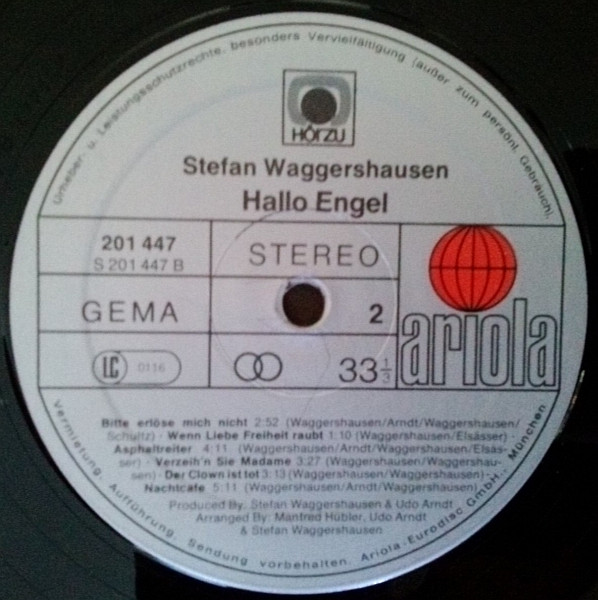 Urheber- u. Leistungsschutzrechte, besonders Vervielfältigung (außer zum persönl. Gebrauch),
HÖRZU
Stefan Waggershausen
Hallo Engel
201 447
S 201 447 B
STEREO
GEMA
2
LC 0116
33 1/3
ariola
Bitte erlöse mich nicht 2:52 (Waggershausen/Arndt/Waggershausen/
Schultz) · Wenn Liebe Freiheit raubt 1:10 (Waggershausen/Elsässer) ·
Asphaltreiter 4:11 (Waggershausen/Arndt/Waggershausen/Elsäs-
ser) · Verzeih'n Sie Madame 3:27 (Waggershausen/Waggershau-
sen) · Der Clown ist tot 3:13 (Waggershausen/Waggershausen) ·
Nachtcafe 5:11 (Waggershausen/Arndt/Waggershausen)
Produced By: Stefan Waggershausen & Udo Arndt
Arranged By: Manfred Hübler, Udo Arndt
& Stefan Waggershausen
Vermietung, Aufführung, Sendung vorbehalten. Ariola-Eurodisc GmbH., München